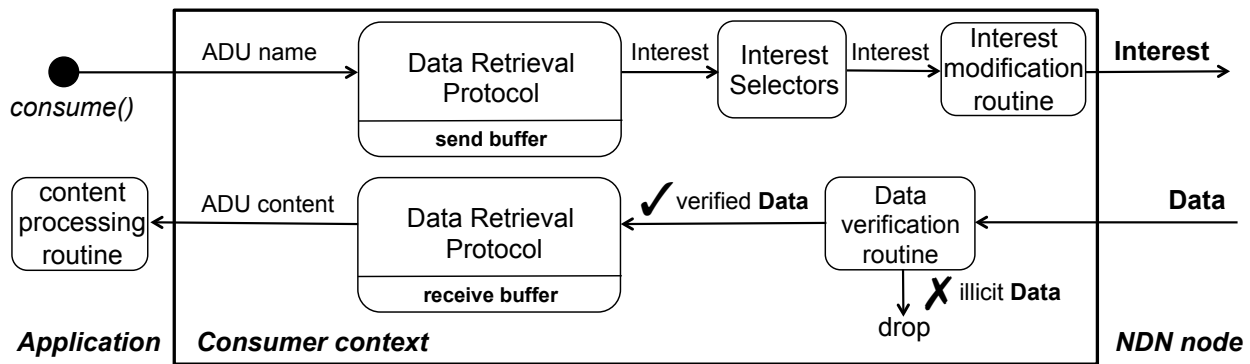 ADU name
consume()
Data Retrieval
Protocol
send buffer
Interest
Interest
Selectors
Interest
Interest
modification
routine
Interest
content
processing
routine
ADU content
Data Retrieval
Protocol
receive buffer
✓ verified Data
Data
verification
routine
Data
✗ illicit Data
drop
Application
Consumer context
NDN node